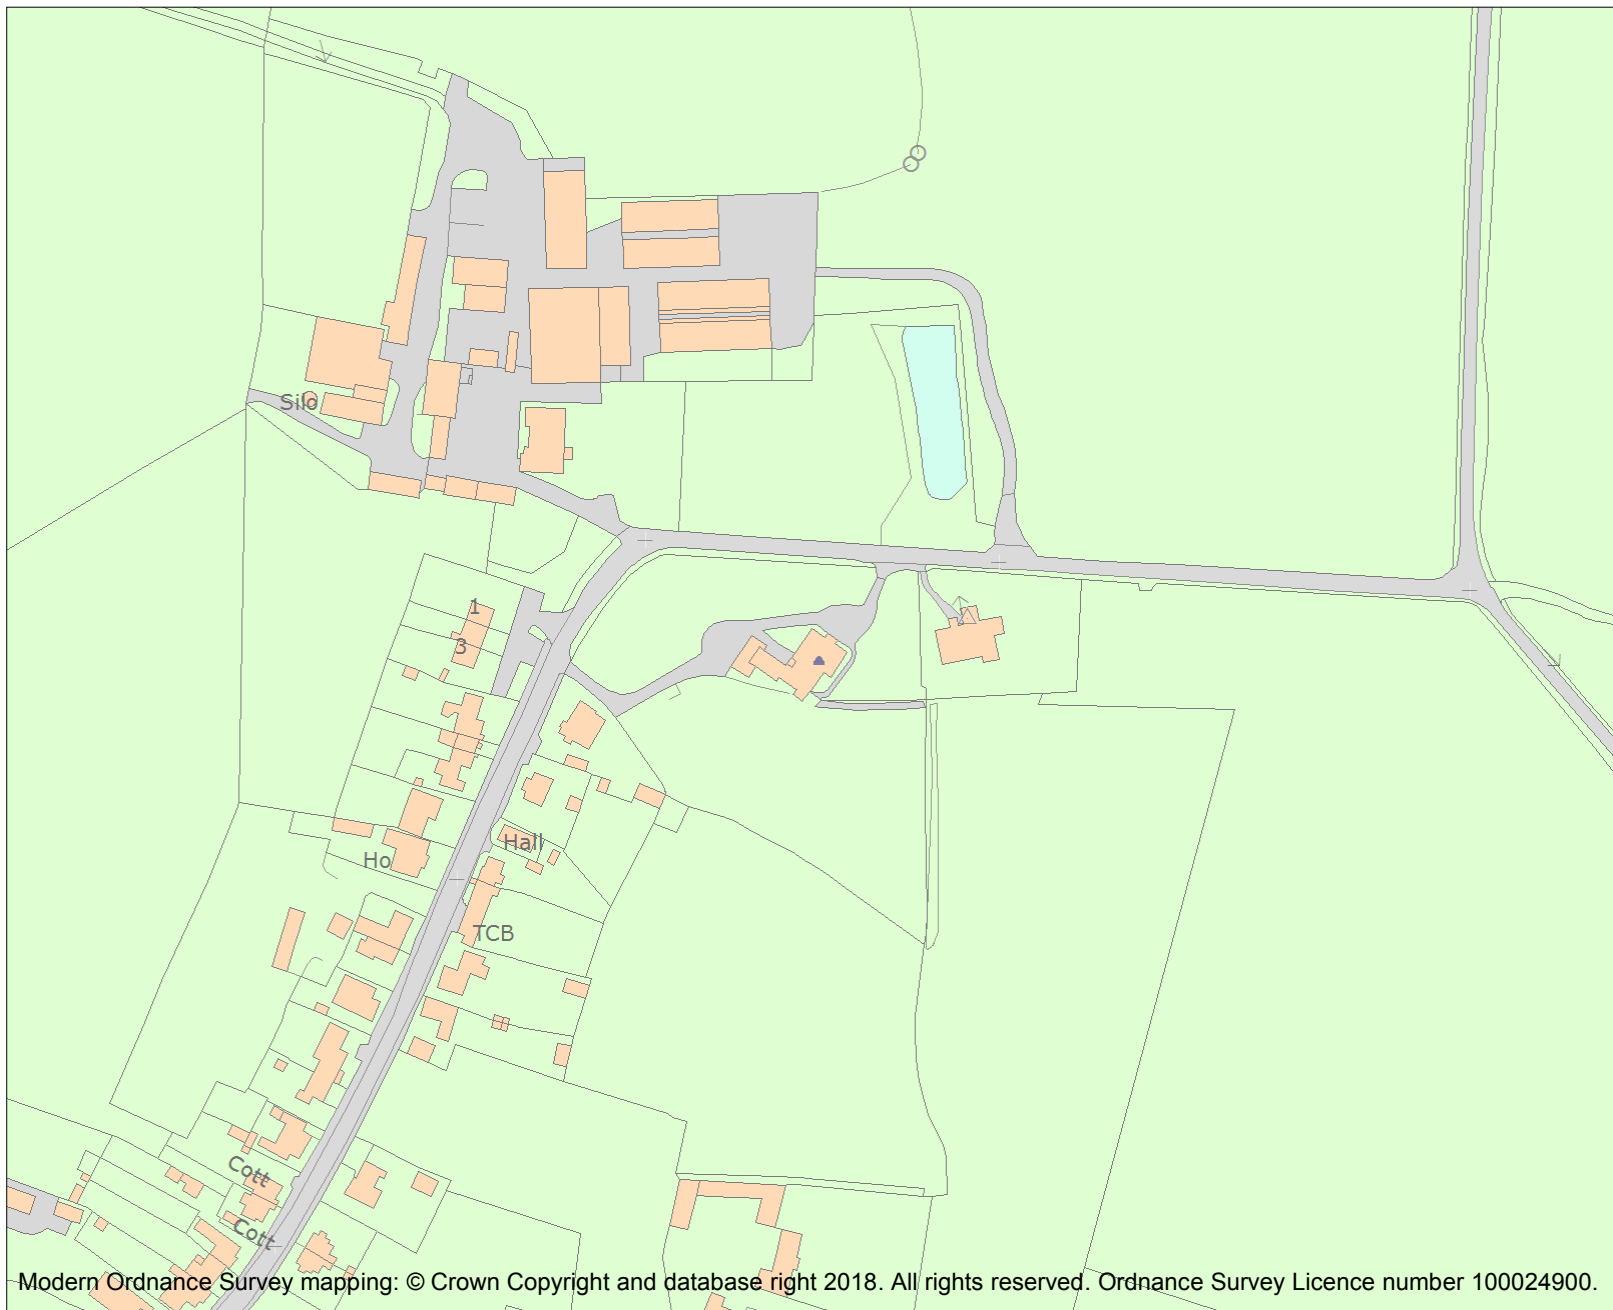 Silo
1
3
Hall
Ho
TCB
Cott
Cott
Modern Ordnance Survey mapping: © Crown Copyright and database right 2018. All rights reserved. Ordnance Survey Licence number 100024900.